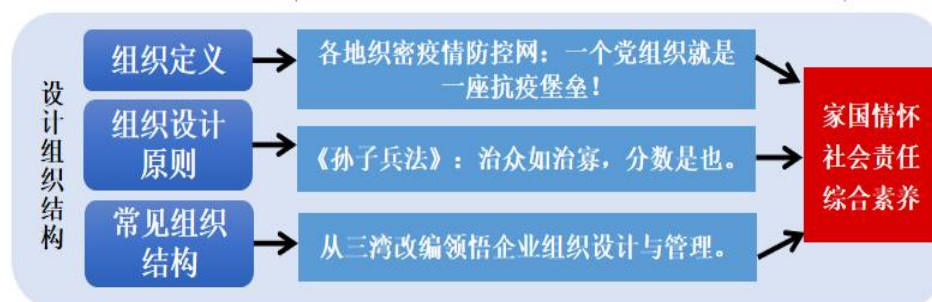 设计组织结构
组织定义
各地织密疫情防控网：一个党组织就是
一座抗疫堡垒！
组织设计
原则
《孙子兵法》：治众如治寡，分数是也。
常见组织
结构
从三湾改编领悟企业组织设计与管理。
家国情怀
社会责任
综合素养